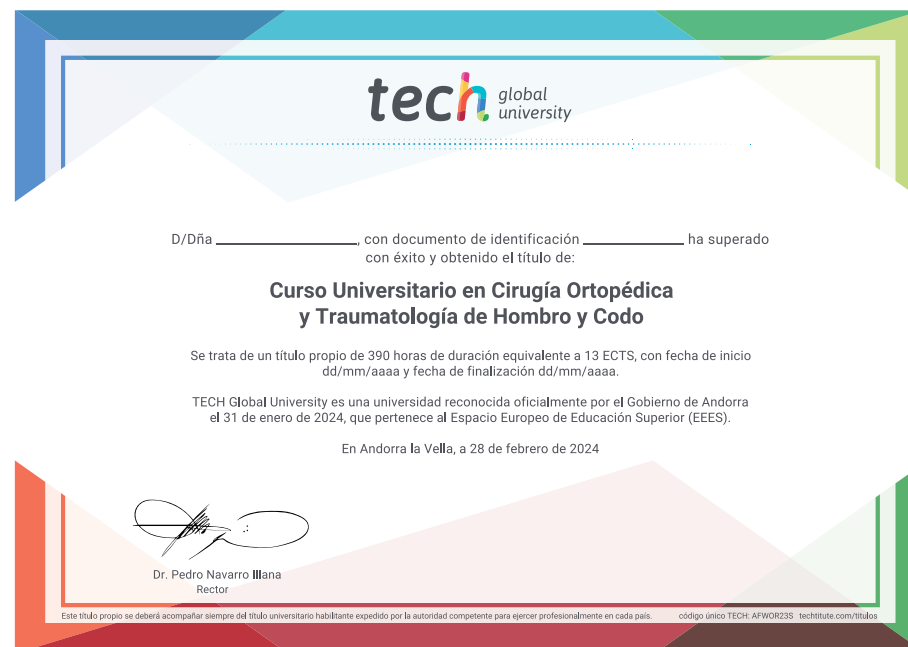 tech global
university
D/Dña ____________, con documento de identificación ____________ ha superado
con éxito y obtenido el título de:
Curso Universitario en Cirugía Ortopédica
y Traumatología de Hombro y Codo
Se trata de un título propio de 390 horas de duración equivalente a 13 ECTS, con fecha de inicio
dd/mm/aaaa y fecha de finalización dd/mm/aaaa.
TECH Global University es una universidad reconocida oficialmente por el Gobierno de Andorra
el 31 de enero de 2024, que pertenece al Espacio Europeo de Educación Superior (EEES).
En Andorra la Vella, a 28 de febrero de 2024
Dr. Pedro Navarro Illana
Rector
Este título propio se deberá acompañar siempre del título universitario habilitante expedido por la autoridad competente para ejercer profesionalmente en cada país. código único TECH: AFWOR23S techtitute.com/titulos